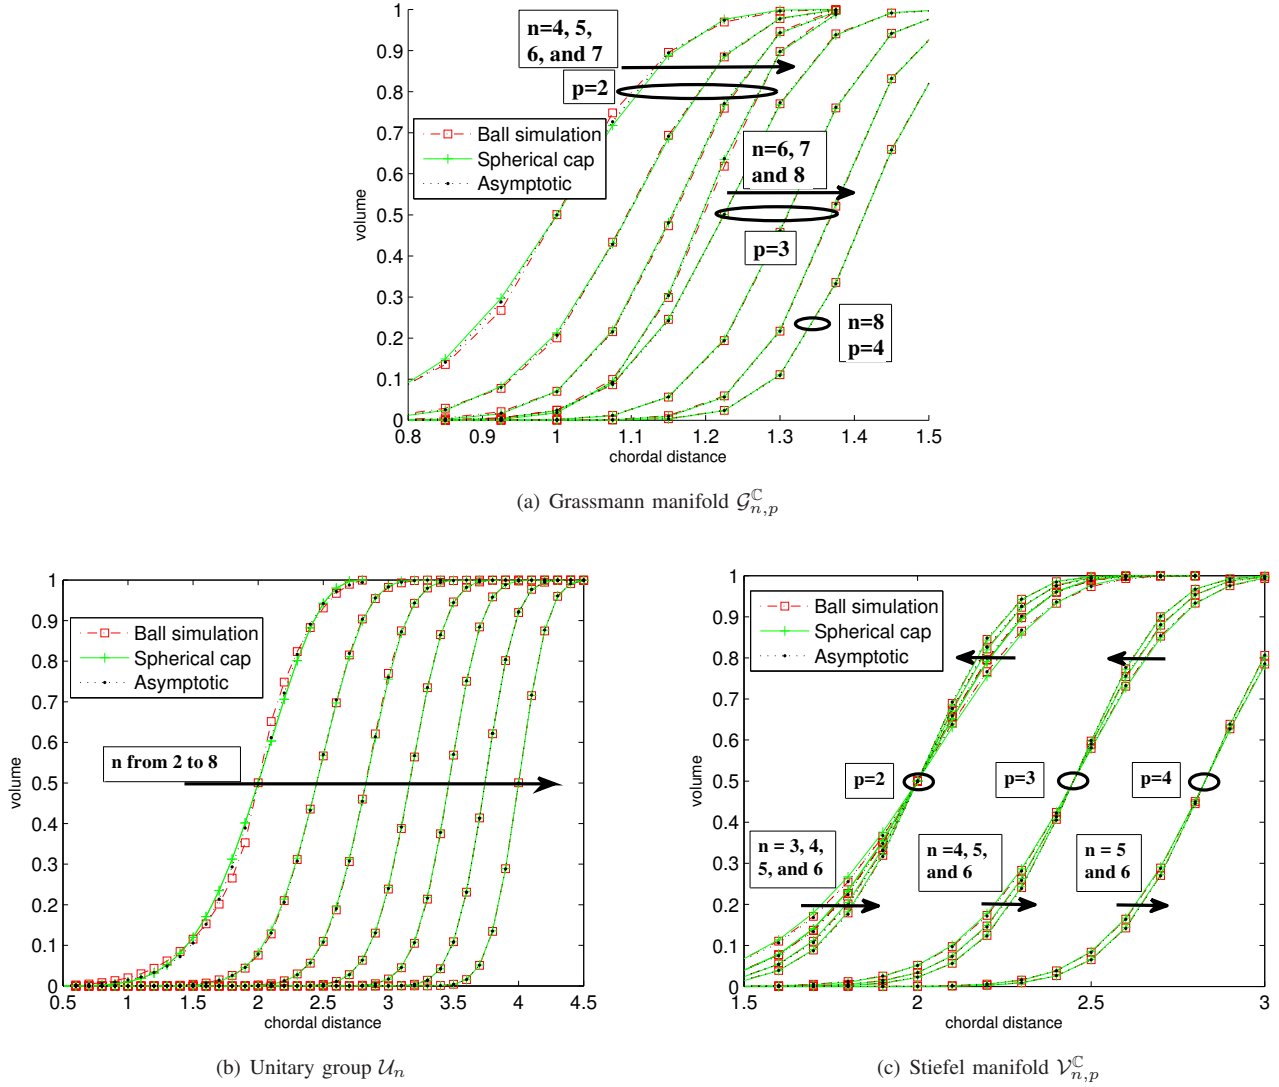 1
0.9
0.8
0.7
0.6
0.5
0.4
0.3
0.2
0.1
0
volume
n=4, 5,
6, and 7
p=2
Ball simulation
Spherical cap
Asymptotic
n=6, 7
and 8
p=3
n=8
p=4
0.8 0.9 1 1.1 1.2 1.3 1.4 1.5
chordal distance
(a) Grassmann manifold 𝒢ℂn,p
1
0.9
0.8
0.7
0.6
0.5
0.4
0.3
0.2
0.1
0
volume
Ball simulation
Spherical cap
Asymptotic
n from 2 to 8
0.5 1 1.5 2 2.5 3 3.5 4 4.5
chordal distance
(b) Unitary group 𝒰n
1
0.9
0.8
0.7
0.6
0.5
0.4
0.3
0.2
0.1
0
volume
Ball simulation
Spherical cap
Asymptotic
p=2
p=3
p=4
n = 3, 4,
5, and 6
n =4, 5,
and 6
n = 5
and 6
1.5 2 2.5 3
chordal distance
(c) Stiefel manifold 𝒱ℂn,p